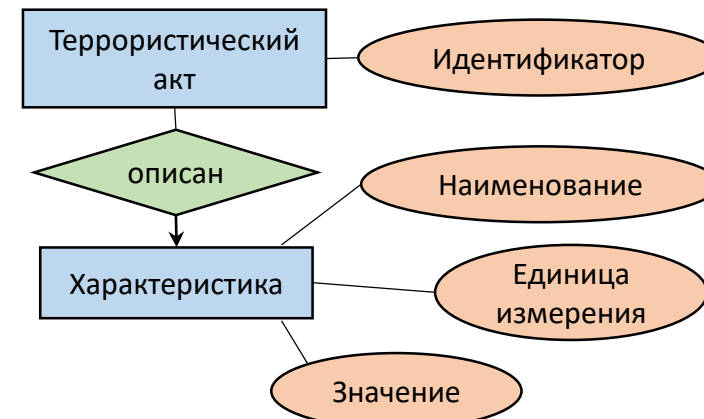 Террористический
акт
Идентификатор
описан
Наименование
Характеристика
Единица
измерения
Значение